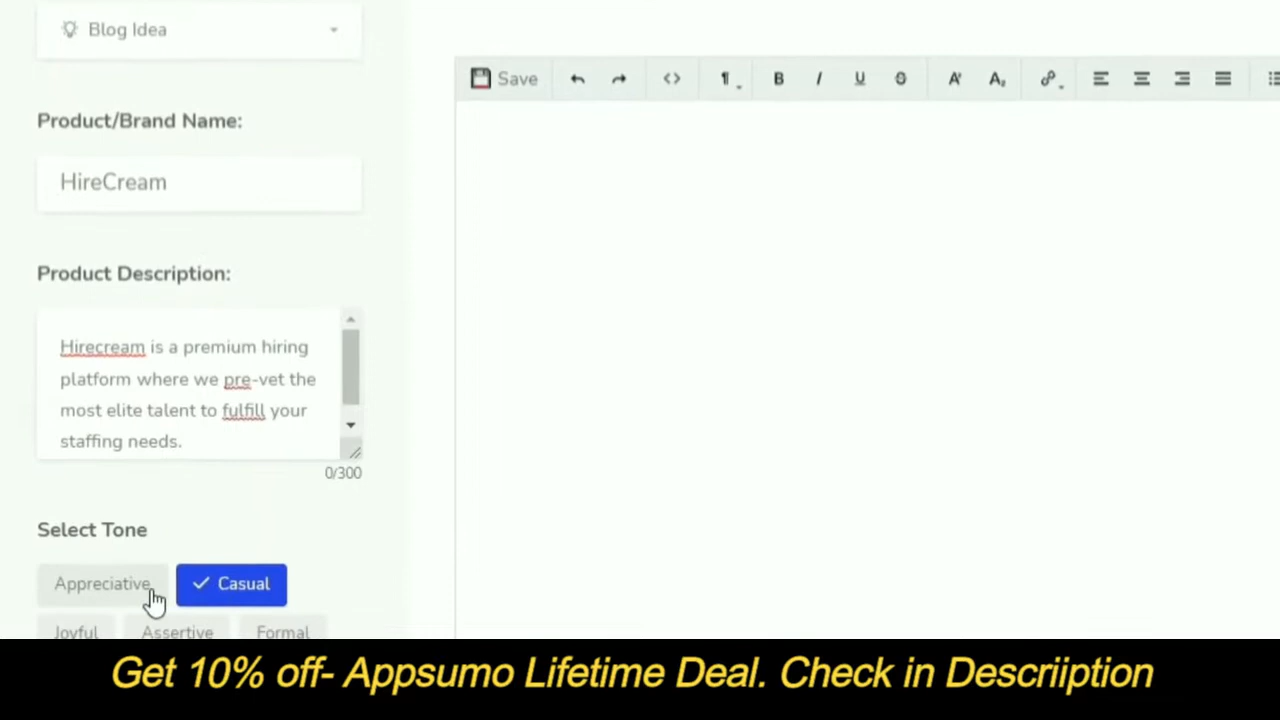 Blog Idea
Save
B I U S
Product/Brand Name:
HireCream
Product Description:
Hirecream is a premium hiring
platform where we pre-vet the
most elite talent to fulfill your
staffing needs.
0/300
Select Tone
Appreciative
Casual
Joyful
Assertive
Formal
Get 10% off- Appsumo Lifetime Deal. Check in Descriiption